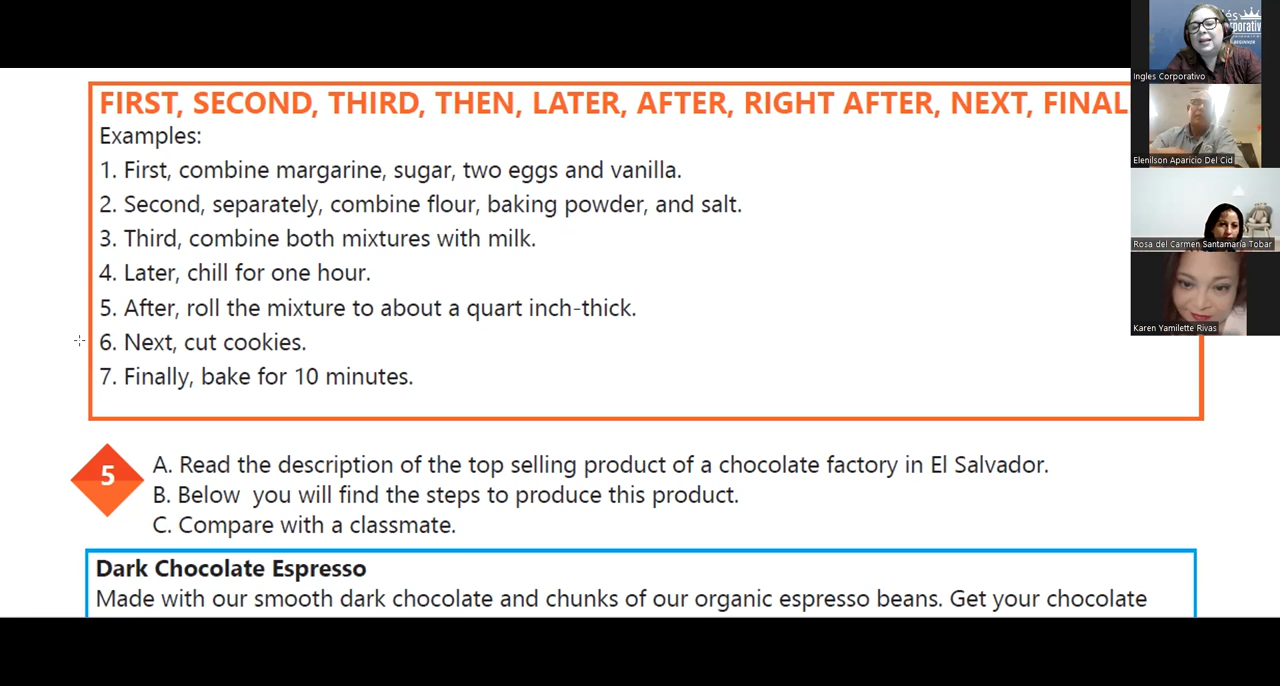 FIRST, SECOND, THIRD, THEN, LATER, AFTER, RIGHT AFTER, NEXT, FINAL
Examples:
1. First, combine margarine, sugar, two eggs and vanilla.
2. Second, separately, combine flour, baking powder, and salt.
3. Third, combine both mixtures with milk.
4. Later, chill for one hour.
5. After, roll the mixture to about a quart inch-thick.
6. Next, cut cookies.
7. Finally, bake for 10 minutes.
5
A. Read the description of the top selling product of a chocolate factory in El Salvador.
B. Below you will find the steps to produce this product.
C. Compare with a classmate.
Dark Chocolate Espresso
Made with our smooth dark chocolate and chunks of our organic espresso beans. Get your chocolate
BEGINNER
Ingles Corporativo
Elenilson Aparicio Del Cid
Rosa del Carmen Santamaría Tobar
Karen Yamilette Rivas